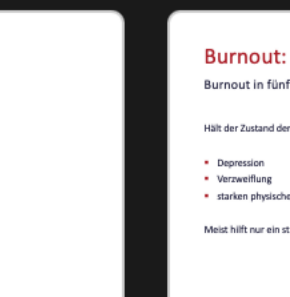 Burnout:
Burnout in fünf
Hält der Zustand der
Depression
Verzweiflung
starken physische
Meist hilft nur ein st